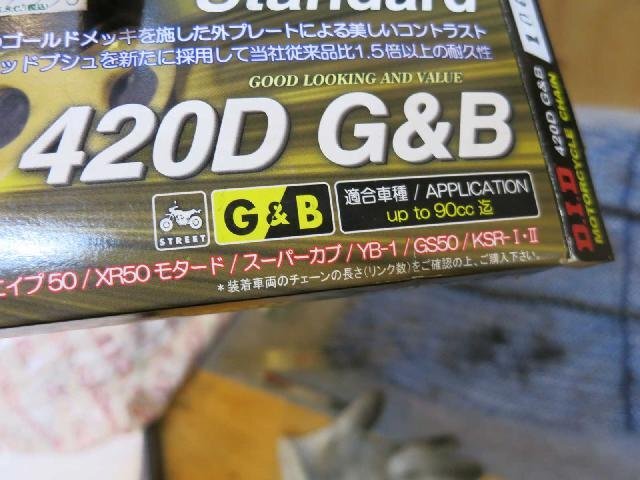 Standard
ゴールドメッキを施した外プレートによる美しいコントラスト
ッドブシュを新たに採用して当社従来品比1.5倍以上の耐久性
GOOD LOOKING AND VALUE
420D G&B
STREET
G&B
適合車種 / APPLICATION
up to 90cc 迄
エイプ50 / XR50 モタード / スーパーカブ / YB-1 / GS50 / KSR-I・II
*装着車両のチェーンの長さ(リンク数)をご確認の上、ご購入下さい。
420D G&B
D.I.D MOTORCYCLE CHAIN